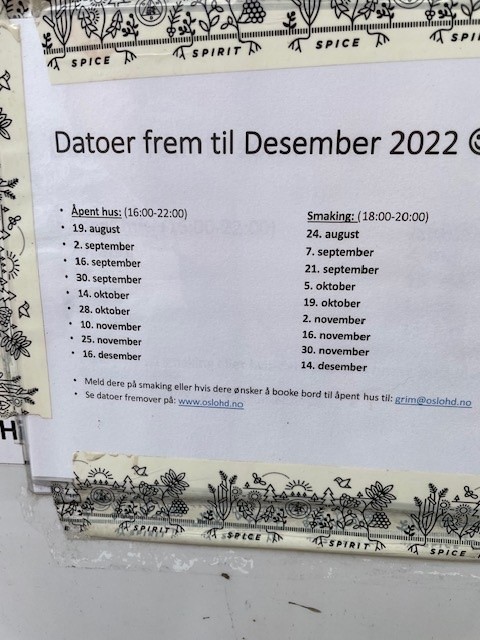 SPICE SPIRIT SPICE
Datoer frem til Desember 2022
Åpent hus: (16:00-22:00)
19. august
2. september
16. september
30. september
14. oktober
28. oktober
10. november
25. november
16. desember
Smaking: (18:00-20:00)
24. august
7. september
21. september
5. oktober
19. oktober
2. november
16. november
30. november
14. desember
Meld dere på smaking eller hvis dere ønsker å booke bord til åpent hus til: grim@oslohd.no
Se datoer fremover på: www.oslohd.no
H
SPIRIT SPICE SPIRIT SPICE